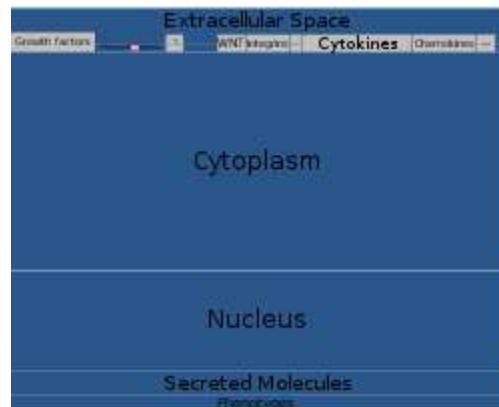 Extracellular Space
Growth factors WNT Integrins Cytokines Chemokines
Cytoplasm
Nucleus
Secreted Molecules
Phenotypes